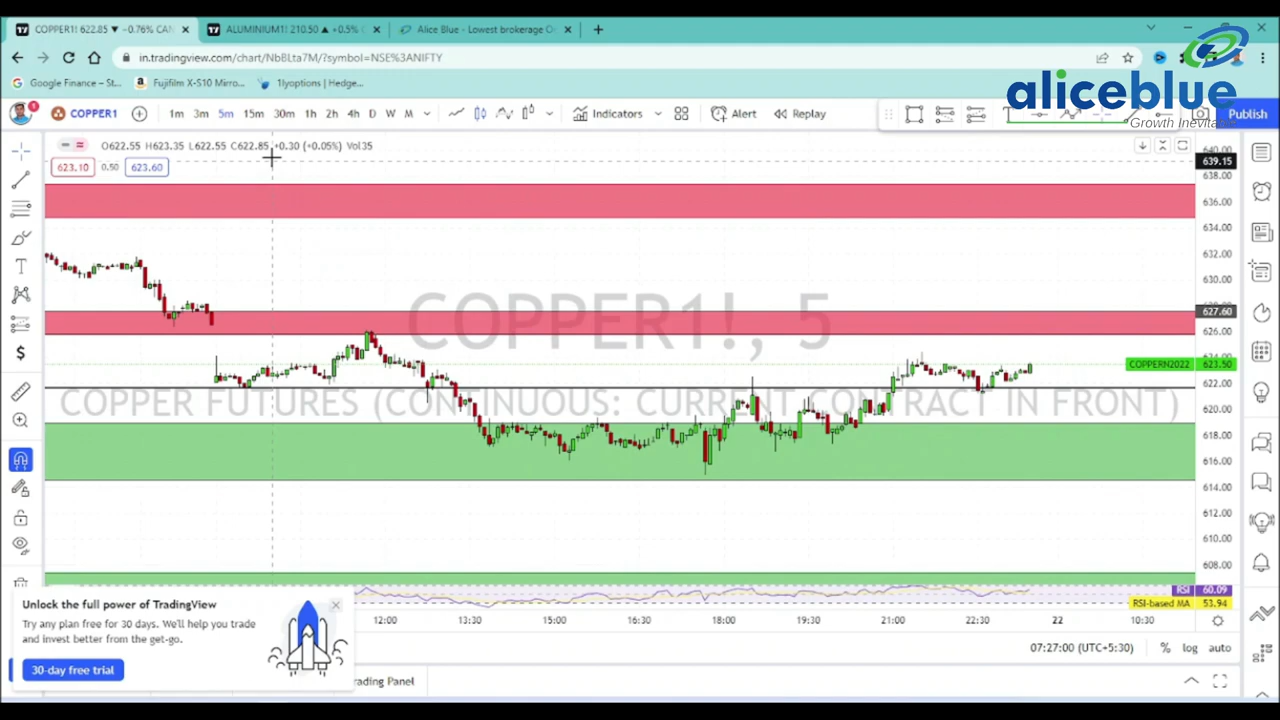 COPPER1! 622.85 ▼ −0.76% CAN
ALUMINIUM1! 210.50 ▲ +0.5% C
Alice Blue - Lowest brokerage O
in.tradingview.com/chart/NbBLta7M/?symbol=NSE%3ANIFTY
Google Finance – St...
Fujifilm X-S10 Mirro...
1lyoptions | Hedge...
aliceblue
Growth Inevita
1
COPPER1
1m 3m 5m 15m 30m 1h 2h 4h D W M
Indicators
Alert
Replay
Publish
O622.55 H623.35 L622.55 C622.85 +0.30 (+0.05%) Vol35
623.10 0.50 623.60
640.00
639.15
638.00
636.00
634.00
632.00
630.00
627.60
626.00
COPPER1!, 5
COPPERN2022 623.50
622.00
COPPER FUTURES (CONTINUOUS: CURRENT CONTRACT IN FRONT)
620.00
618.00
616.00
614.00
612.00
610.00
608.00
RSI 60.09
RSI-based MA 53.94
12:00 13:30 15:00 16:30 18:00 19:30 21:00 22:30 22 10:30
Unlock the full power of TradingView
Try any plan free for 30 days. We'll help you trade
and invest better from the get-go.
30-day free trial
07:27:00 (UTC+5:30) % log auto
rading Panel